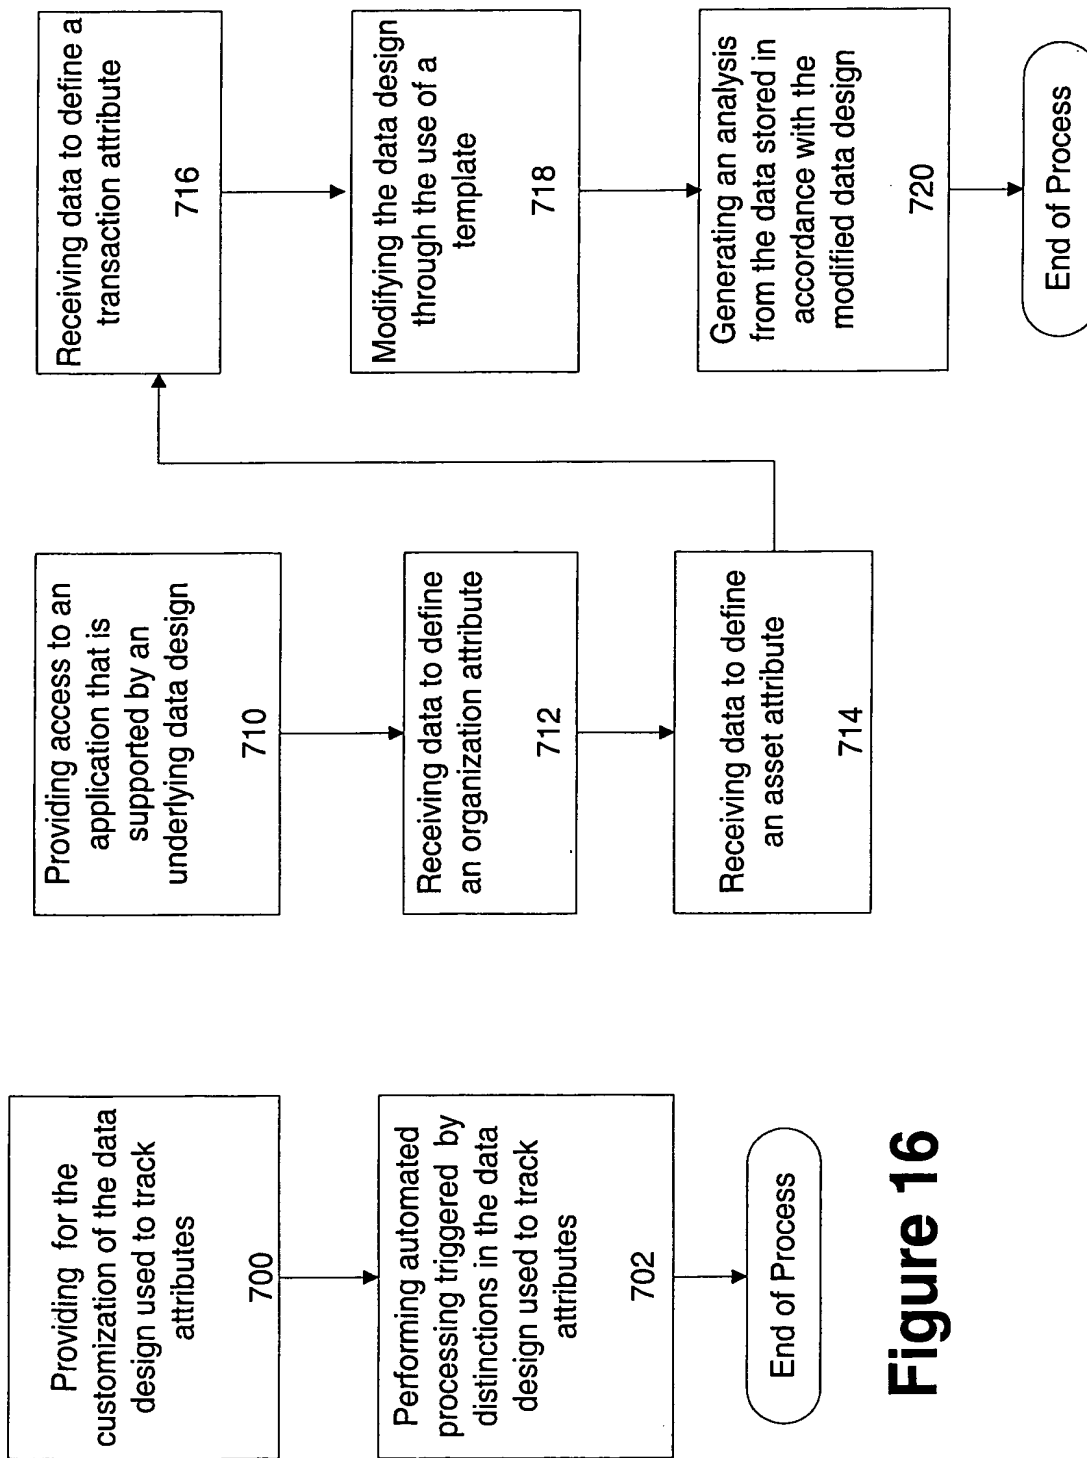 Providing for the
customization of the data
design used to track
attributes
700
Performing automated
processing triggered by
distinctions in the data
design used to track
attributes
702
End of Process
Providing access to an
application that is
supported by an
underlying data design
710
Receiving data to define
an organization attribute
712
Receiving data to define
an asset attribute
714
Receiving data to define a
transaction attribute
716
Modifying the data design
through the use of a
template
718
Generating an analysis
from the data stored in
accordance with the
modified data design
720
End of Process
Figure 16